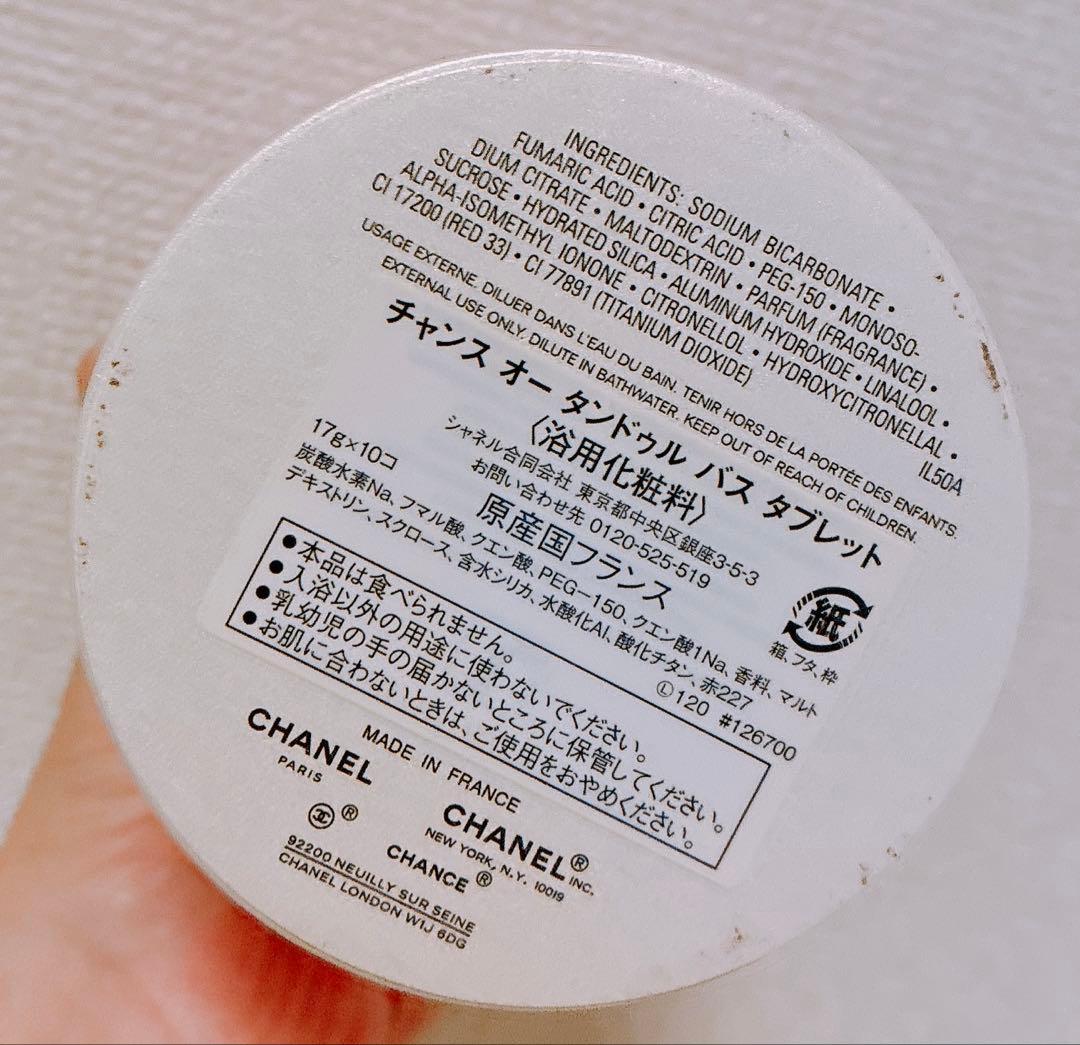 INGREDIENTS: SODIUM BICARBONATE •
FUMARIC ACID • CITRIC ACID • PEG-150 • MONOSO-
DIUM CITRATE • MALTODEXTRIN • PARFUM (FRAGRANCE) •
SUCROSE • HYDRATED SILICA • ALUMINUM HYDROXIDE • LINALOOL •
ALPHA-ISOMETHYL IONONE • CITRONELLOL • HYDROXYCITRONELLAL •
CI 17200 (RED 33) • CI 77891 (TITANIUM DIOXIDE)
IL50A
USAGE EXTERNE. DILUER DANS L'EAU DU BAIN. TENIR HORS DE LA PORTÉE DES ENFANTS.
EXTERNAL USE ONLY, DILUTE IN BATHWATER. KEEP OUT OF REACH OF CHILDREN.
チャンス オー タンドゥル バス タブレット
〈浴用化粧料〉
シャネル合同会社 東京都中央区銀座3-5-3
お問い合わせ先 0120-525-519
17g×10コ
原産国フランス
紙
箱、フタ、枠
炭酸水素Na、フマル酸、クエン酸、PEG-150、クエン酸1Na、香料、マルト
デキストリン、スクロース、含水シリカ、水酸化Al、酸化チタン、赤227
Ⓛ120 #126700
●本品は食べられません。
●入浴以外の用途に使わないでください。
●乳幼児の手の届かないところに保管してください。
●お肌に合わないときは、ご使用をおやめください。
MADE IN FRANCE
CHANEL
PARIS
®
CHANEL®
INC.
NEW YORK, N.Y. 10019
CHANCE®
92200 NEUILLY SUR SEINE
CHANEL LONDON W1J 6DG